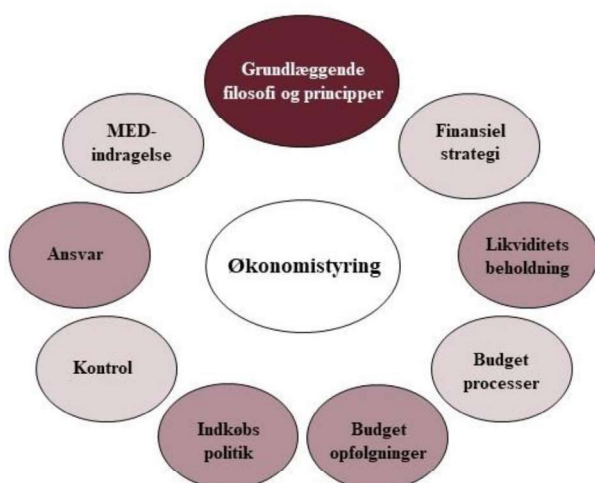 Grundlæggende
filosofi og principper
MED-
indragelse
Finansiel
strategi
Ansvar
Økonomistyring
Likviditets
beholdning
Kontrol
Budget
processer
Indkøbs
politik
Budget
opfølgninger